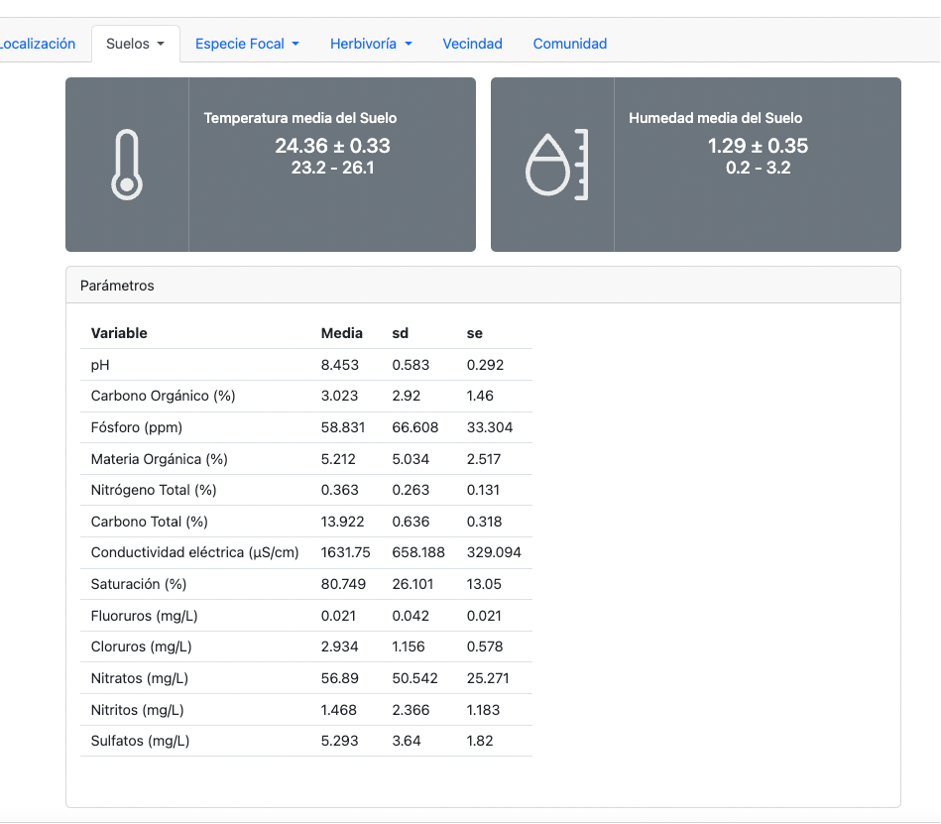 Localización Suelos Especie Focal Herbivoría Vecindad Comunidad
Temperatura media del Suelo
24.36 ± 0.33
23.2 - 26.1
Humedad media del Suelo
1.29 ± 0.35
0.2 - 3.2
Parámetros
Variable Media sd se
pH 8.453 0.583 0.292
Carbono Orgánico (%) 3.023 2.92 1.46
Fósforo (ppm) 58.831 66.608 33.304
Materia Orgánica (%) 5.212 5.034 2.517
Nitrógeno Total (%) 0.363 0.263 0.131
Carbono Total (%) 13.922 0.636 0.318
Conductividad eléctrica (µS/cm) 1631.75 658.188 329.094
Saturación (%) 80.749 26.101 13.05
Fluoruros (mg/L) 0.021 0.042 0.021
Cloruros (mg/L) 2.934 1.156 0.578
Nitratos (mg/L) 56.89 50.542 25.271
Nitritos (mg/L) 1.468 2.366 1.183
Sulfatos (mg/L) 5.293 3.64 1.82